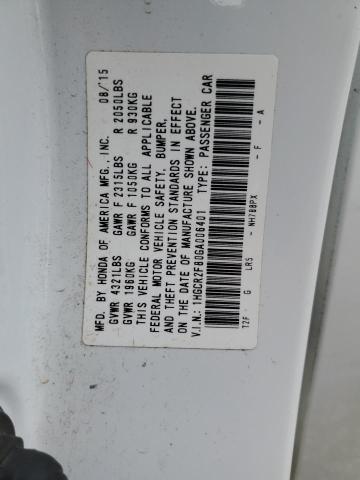 MFD. BY HONDA OF AMERICA MFG., INC. 08/15
GVWR 4321LBS GAWR F 2315LBS R 2050LBS
GVWR 1960KG GAWR F 1050KG R 930KG
THIS VEHICLE CONFORMS TO ALL APPLICABLE
FEDERAL MOTOR VEHICLE SAFETY, BUMPER,
AND THEFT PREVENTION STANDARDS IN EFFECT
ON THE DATE OF MANUFACTURE SHOWN ABOVE.
V.I.N.: 1HGCR2F80GA006401 TYPE: PASSENGER CAR
T2F G LR5 NH788PX - F - A